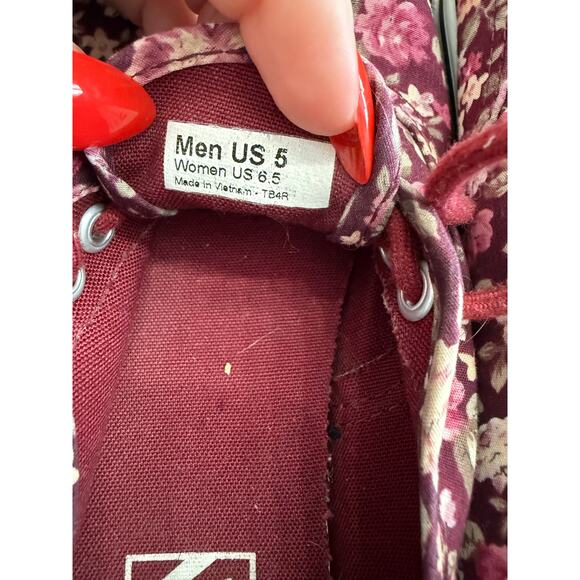 Men US 5
Women US 6.5
Made in Vietnam - TB4R